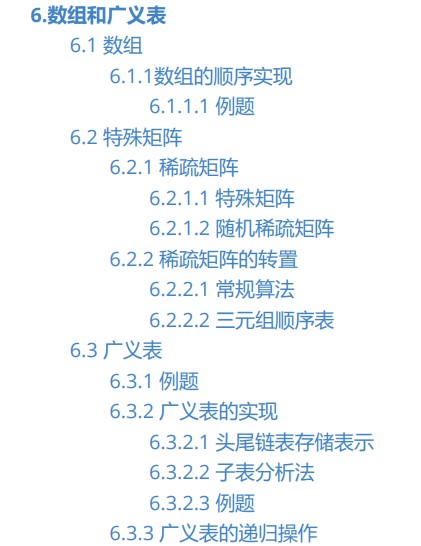 6.数组和广义表
6.1 数组
6.1.1数组的顺序实现
6.1.1.1 例题
6.2 特殊矩阵
6.2.1 稀疏矩阵
6.2.1.1 特殊矩阵
6.2.1.2 随机稀疏矩阵
6.2.2 稀疏矩阵的转置
6.2.2.1 常规算法
6.2.2.2 三元组顺序表
6.3 广义表
6.3.1 例题
6.3.2 广义表的实现
6.3.2.1 头尾链表存储表示
6.3.2.2 子表分析法
6.3.2.3 例题
6.3.3 广义表的递归操作